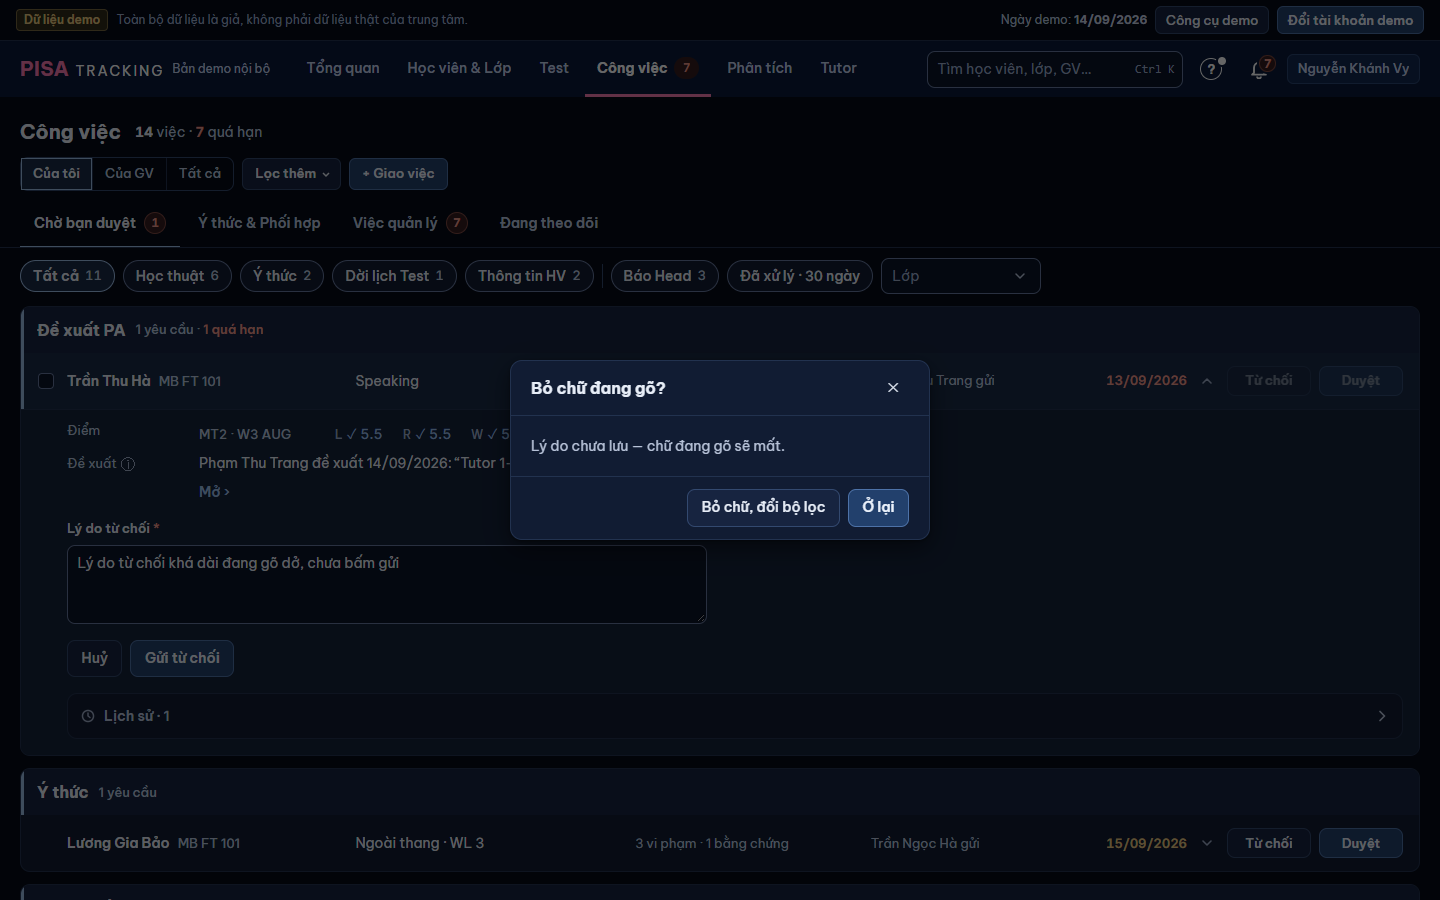 Dữ liệu demo Toàn bộ dữ liệu là giả, không phải dữ liệu thật của trung tâm. Ngày demo: 14/09/2026 Công cụ demo Đổi tài khoản demo
PISA TRACKING Bản demo nội bộ Tổng quan Học viên & Lớp Test Công việc 7 Phân tích Tutor Tìm học viên, lớp, GV... Ctrl K ? 7 Nguyễn Khánh Vy
Công việc 14 việc · 7 quá hạn
Của tôi Của GV Tất cả Lọc thêm + Giao việc
Chờ bạn duyệt 1 Ý thức & Phối hợp Việc quản lý 7 Đang theo dõi
Tất cả 11 Học thuật 6 Ý thức 2 Dời lịch Test 1 Thông tin HV 2 Báo Head 3 Đã xử lý · 30 ngày Lớp
Đề xuất PA 1 yêu cầu · 1 quá hạn
Trần Thu Hà MB FT 101 Speaking Trang gửi 13/09/2026 Từ chối Duyệt
Bỏ chữ đang gõ?
Lý do chưa lưu — chữ đang gõ sẽ mất.
Bỏ chữ, đổi bộ lọc Ở lại
Điểm MT2 · W3 AUG L ✓ 5.5 R ✓ 5.5 W ✓ 5
Đề xuất Phạm Thu Trang đề xuất 14/09/2026: “Tutor 1-
Mở ›
Lý do từ chối *
Lý do từ chối khá dài đang gõ dở, chưa bấm gửi
Huỷ Gửi từ chối
Lịch sử · 1
Ý thức 1 yêu cầu
Lương Gia Bảo MB FT 101 Ngoài thang · WL 3 3 vi phạm · 1 bằng chứng Trần Ngọc Hà gửi 15/09/2026 Từ chối Duyệt